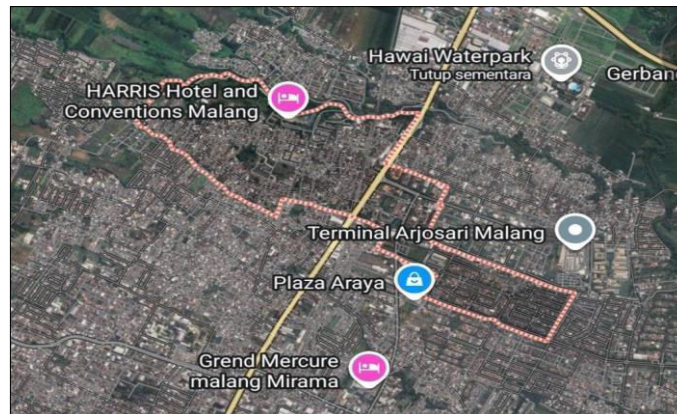 Hawai Waterpark
Tutup sementara
Gerban
HARRIS Hotel and
Conventions Malang
Terminal Arjosari Malang
Plaza Araya
Grend Mercure
malang Mirama